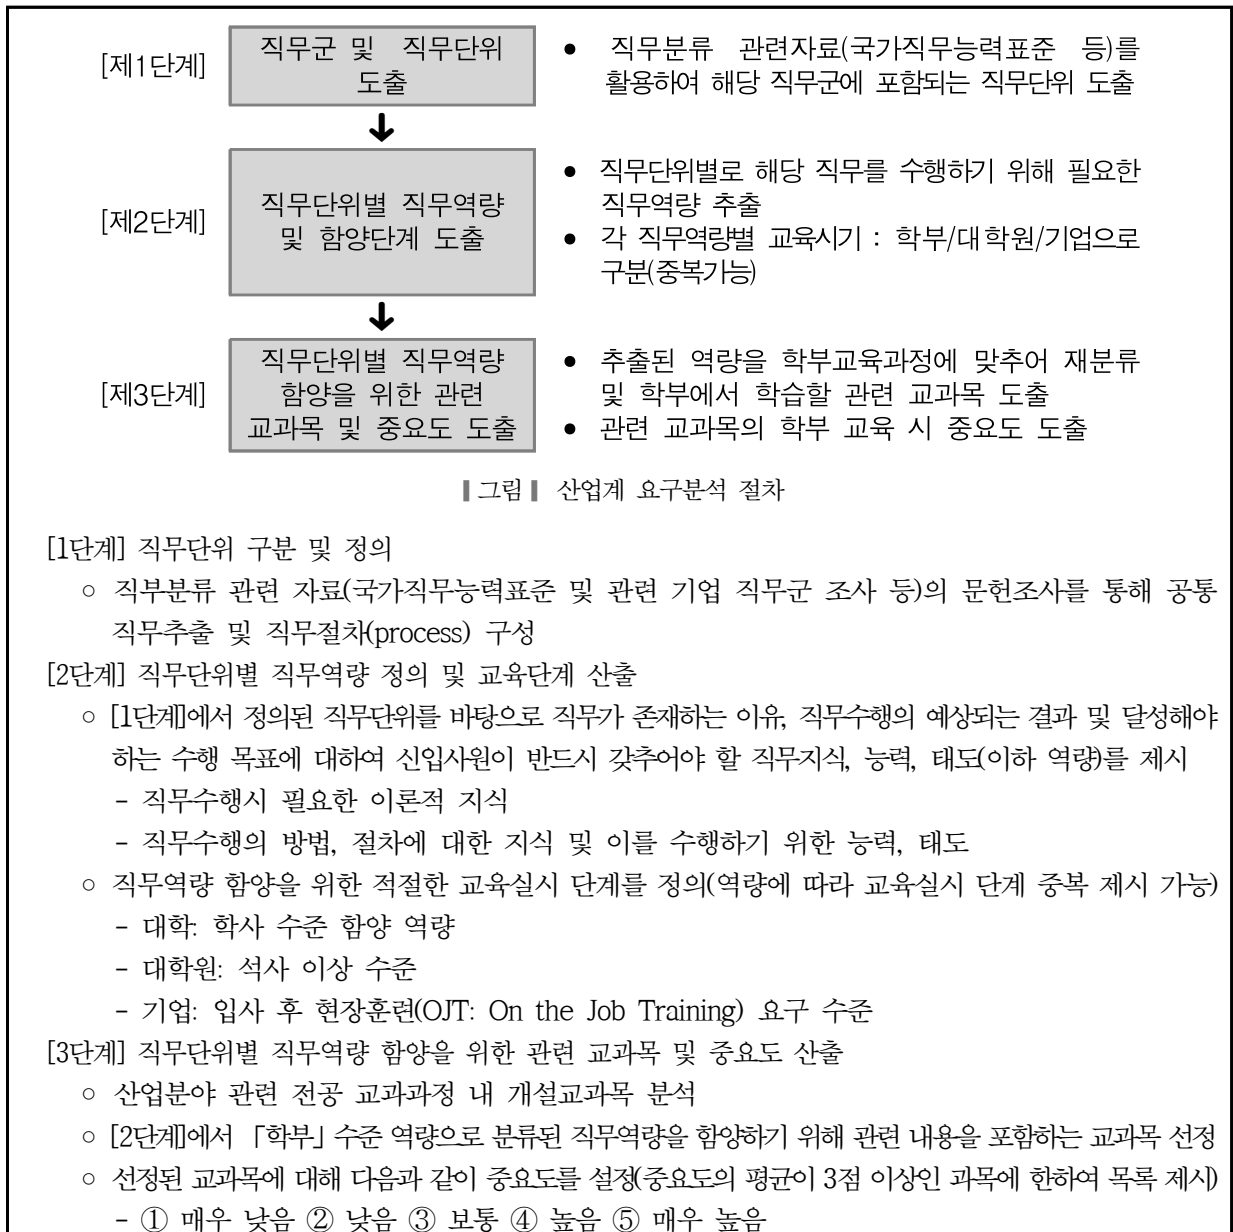 [제1단계]
직무군 및 직무단위
도출
● 직무분류 관련자료(국가직무능력표준 등)를
활용하여 해당 직무군에 포함되는 직무단위 도출
[제2단계]
직무단위별 직무역량
및 함양단계 도출
● 직무단위별로 해당 직무를 수행하기 위해 필요한
직무역량 추출
● 각 직무역량별 교육시기 : 학부/대학원/기업으로
구분(중복가능)
[제3단계]
직무단위별 직무역량
함양을 위한 관련
교과목 및 중요도 도출
● 추출된 역량을 학부교육과정에 맞추어 재분류
및 학부에서 학습할 관련 교과목 도출
● 관련 교과목의 학부 교육 시 중요도 도출
∥그림∥ 산업계 요구분석 절차
[1단계] 직무단위 구분 및 정의
○ 직부분류 관련 자료(국가직무능력표준 및 관련 기업 직무군 조사 등)의 문헌조사를 통해 공통
직무추출 및 직무절차(process) 구성
[2단계] 직무단위별 직무역량 정의 및 교육단계 산출
○ [1단계]에서 정의된 직무단위를 바탕으로 직무가 존재하는 이유, 직무수행의 예상되는 결과 및 달성해야
하는 수행 목표에 대하여 신입사원이 반드시 갖추어야 할 직무지식, 능력, 태도(이하 역량)를 제시
- 직무수행시 필요한 이론적 지식
- 직무수행의 방법, 절차에 대한 지식 및 이를 수행하기 위한 능력, 태도
○ 직무역량 함양을 위한 적절한 교육실시 단계를 정의(역량에 따라 교육실시 단계 중복 제시 가능)
- 대학: 학사 수준 함양 역량
- 대학원: 석사 이상 수준
- 기업: 입사 후 현장훈련(OJT: On the Job Training) 요구 수준
[3단계] 직무단위별 직무역량 함양을 위한 관련 교과목 및 중요도 산출
○ 산업분야 관련 전공 교과과정 내 개설교과목 분석
○ [2단계]에서 「학부」 수준 역량으로 분류된 직무역량을 함양하기 위해 관련 내용을 포함하는 교과목 선정
○ 선정된 교과목에 대해 다음과 같이 중요도를 설정(중요도의 평균이 3점 이상인 과목에 한하여 목록 제시)
- ① 매우 낮음 ② 낮음 ③ 보통 ④ 높음 ⑤ 매우 높음